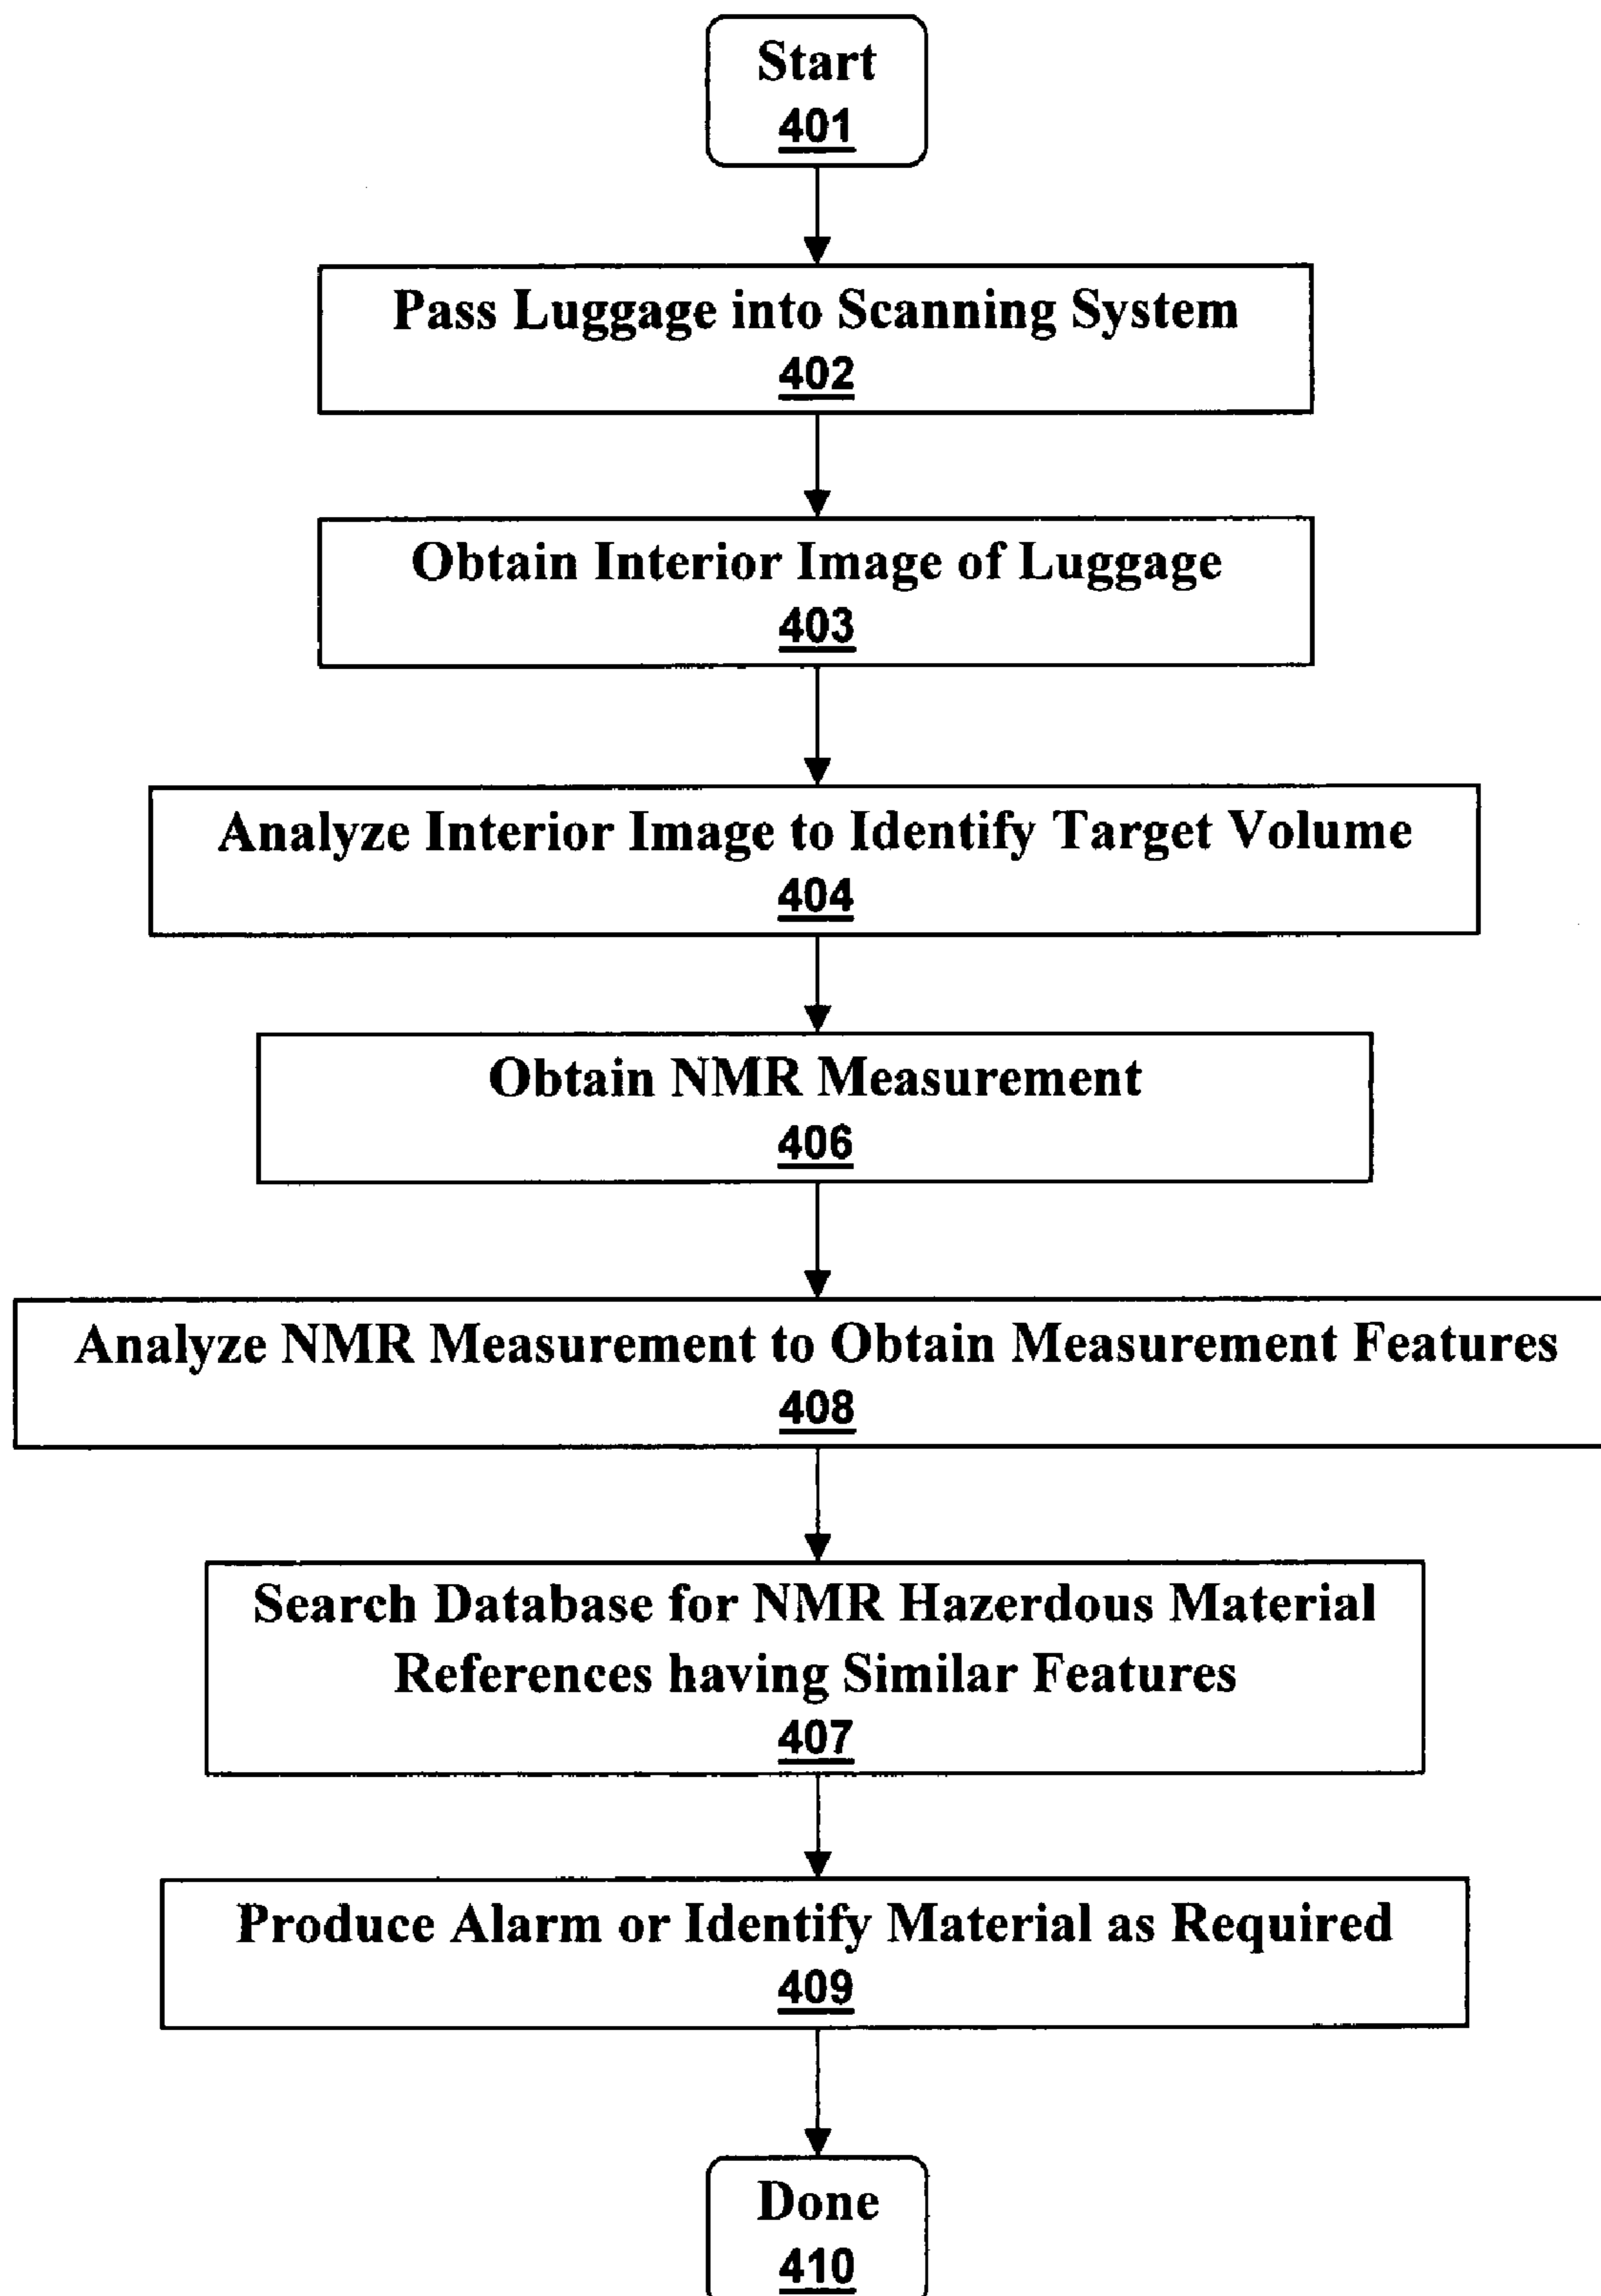 Start
401
Pass Luggage into Scanning System
402
Obtain Interior Image of Luggage
403
Analyze Interior Image to Identify Target Volume
404
Obtain NMR Measurement
406
Analyze NMR Measurement to Obtain Measurement Features
408
Search Database for NMR Hazerdous Material
References having Similar Features
407
Produce Alarm or Identify Material as Required
409
Done
410